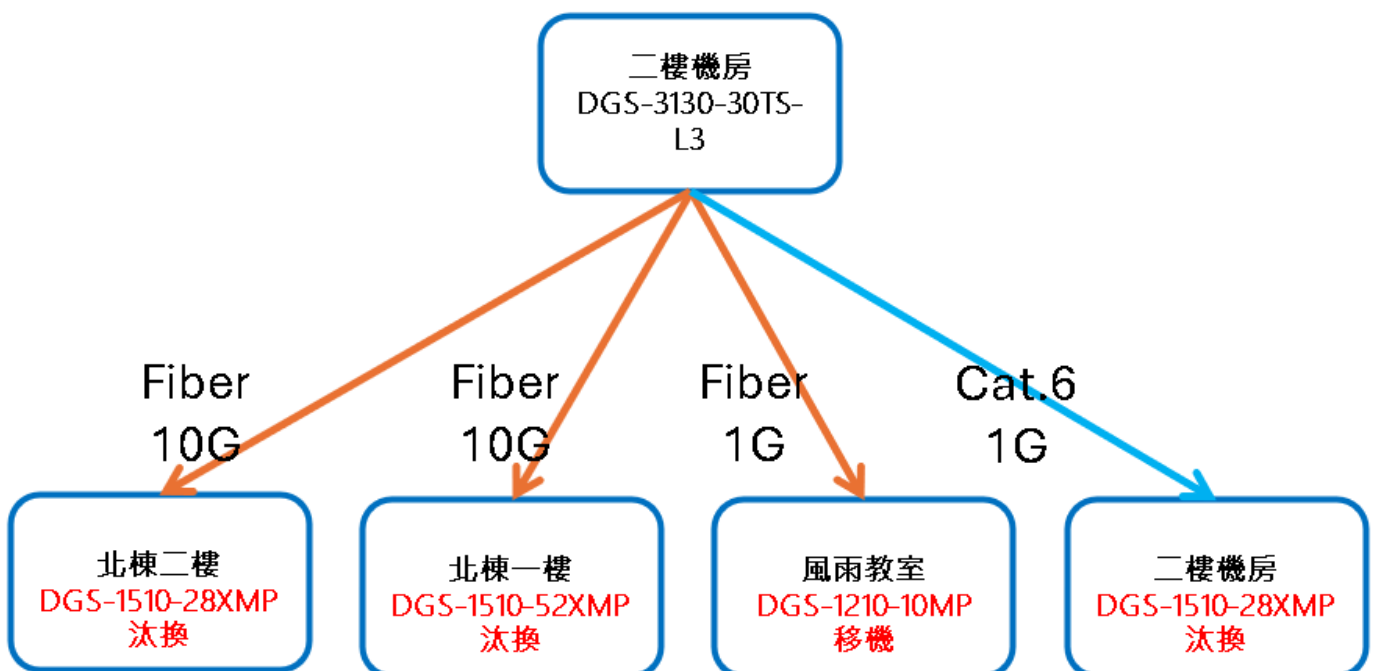 二樓機房
DGS-3130-30TS-
L3
Fiber
10G
Fiber
10G
Fiber
1G
Cat.6
1G
北棟二樓
DGS-1510-28XMP
汰換
北棟一樓
DGS-1510-52XMP
汰換
風雨教室
DGS-1210-10MP
移機
二樓機房
DGS-1510-28XMP
汰換